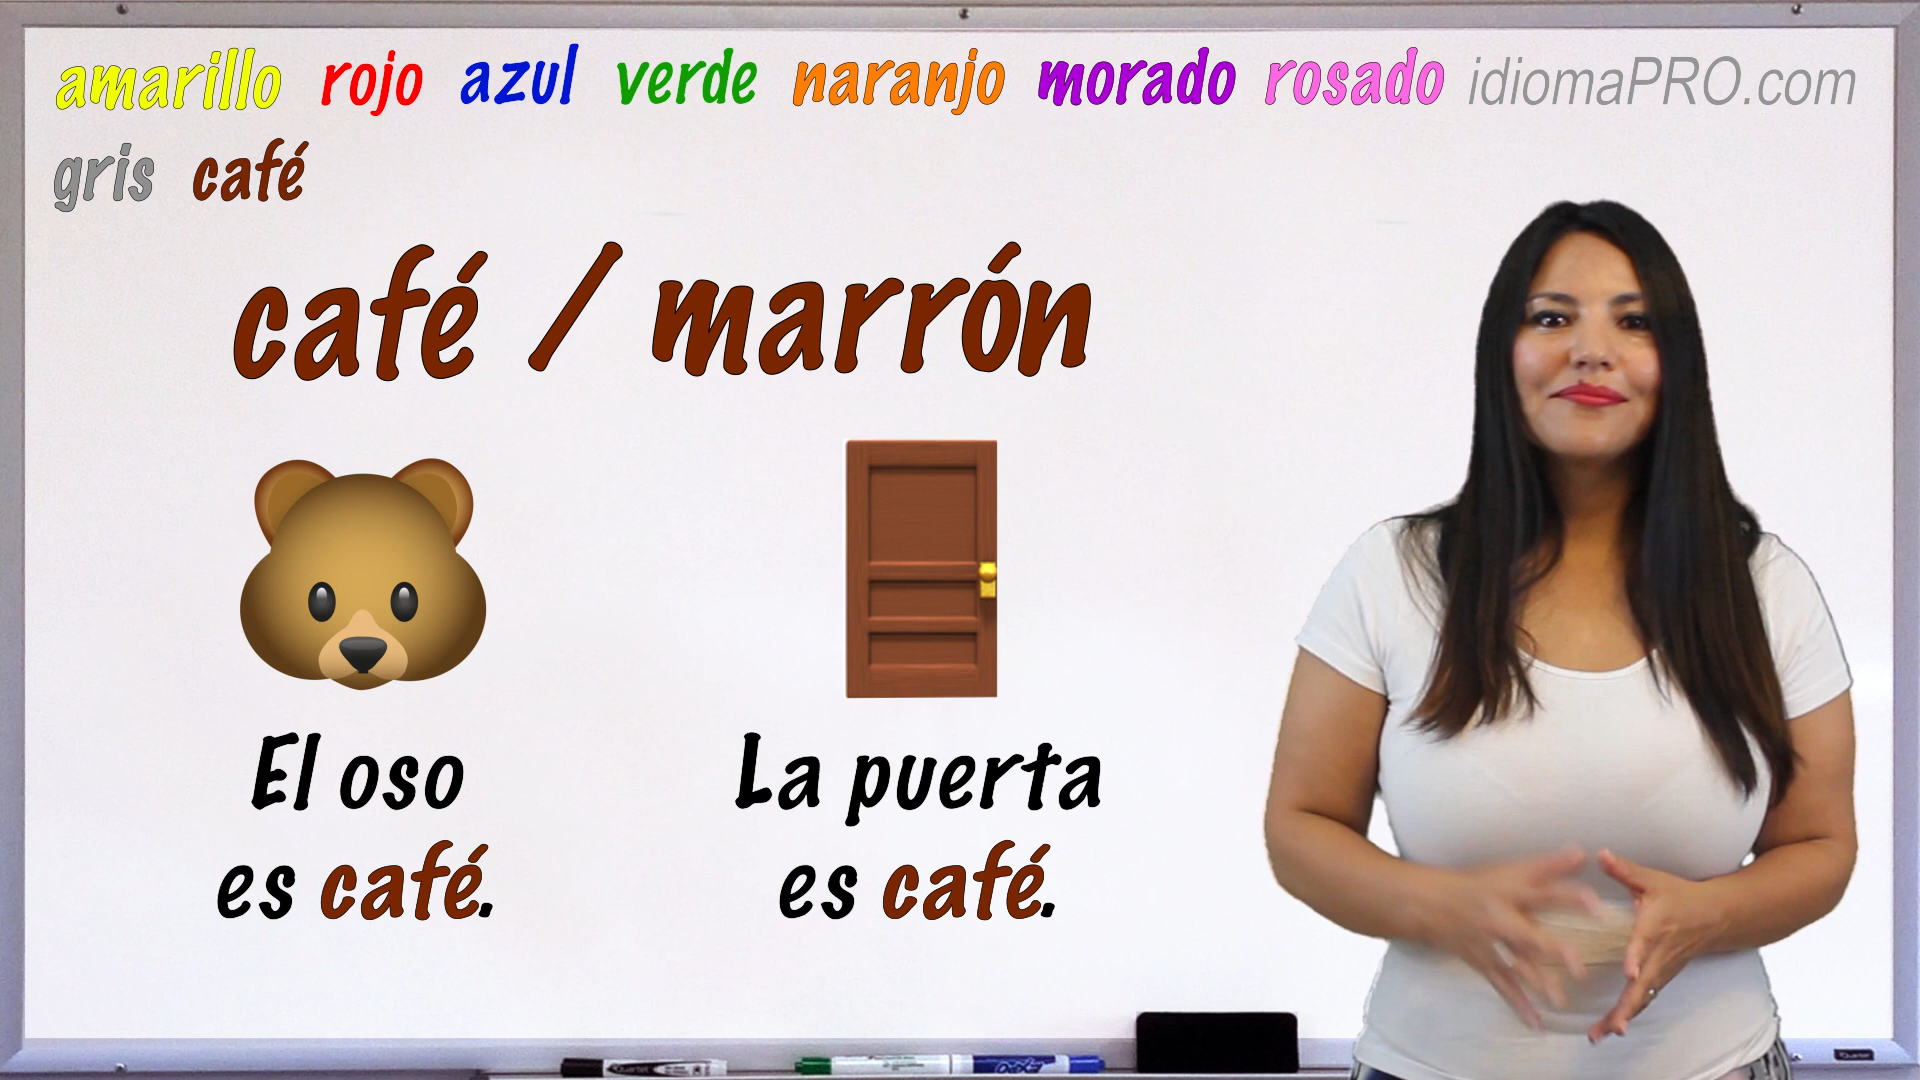 amarillo rojo azul verde naranjo morado rosado idiomaPRO.com
gris café
café / marrón
El oso
es café.
La puerta
es café.
Quartet